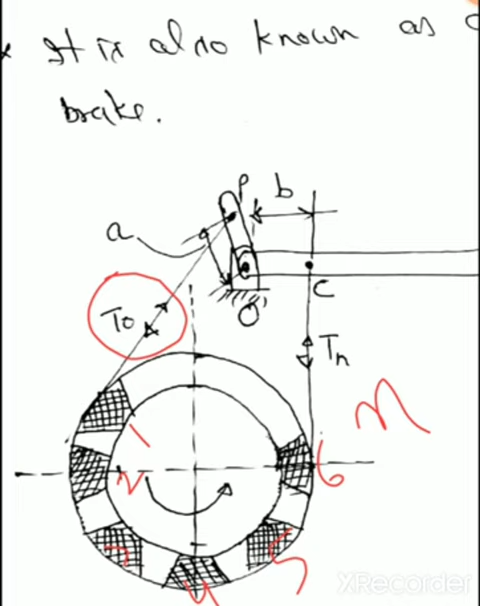 * It is also known as a
brake.
P
b
a
O
C
To
Tn
n
1
2
3
4
5
6
XRecorder